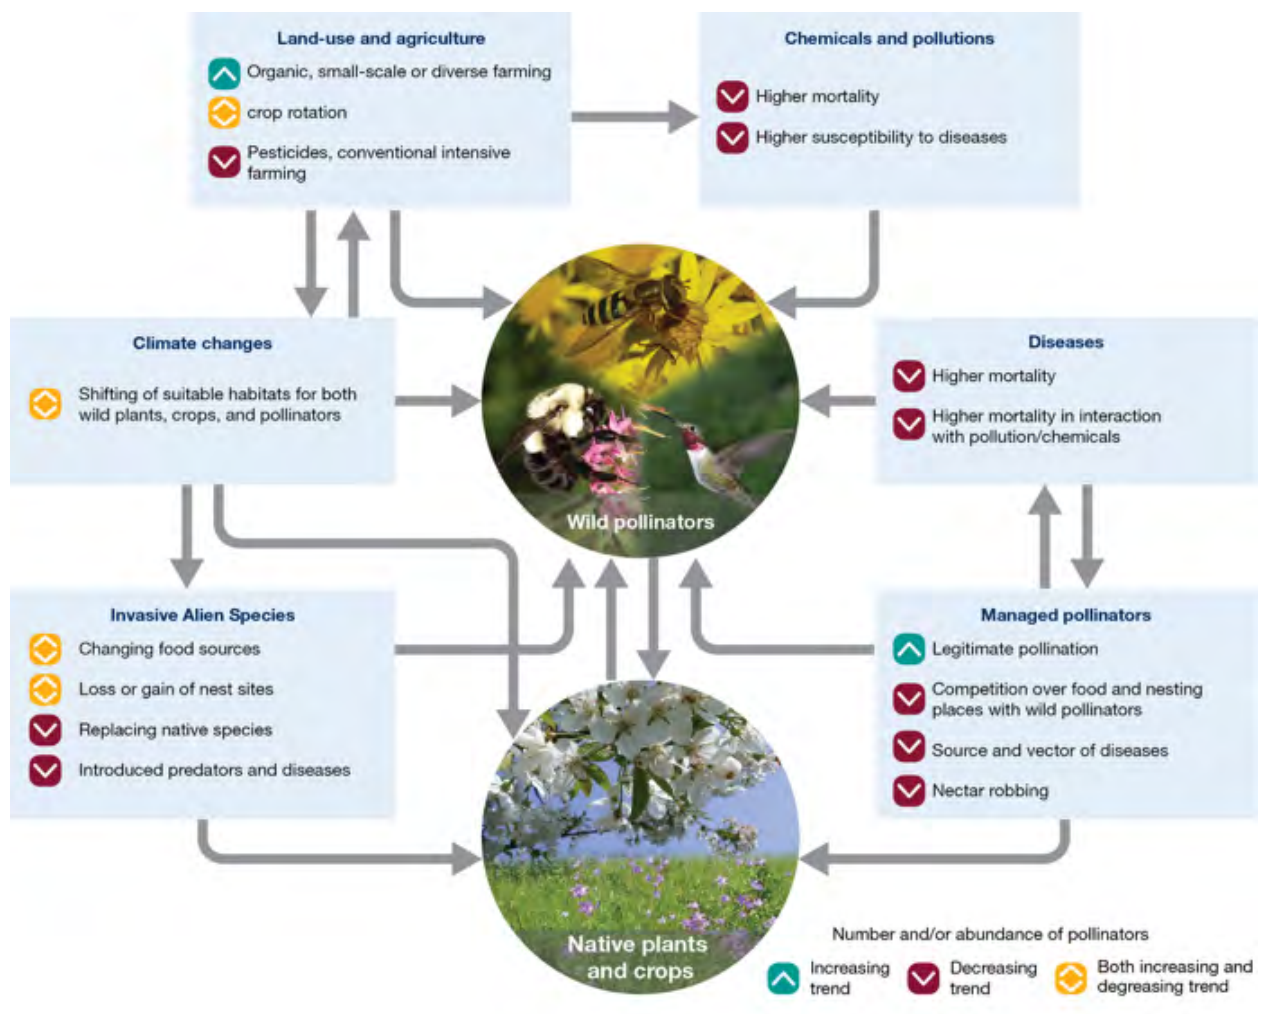 Land-use and agriculture
Organic, small-scale or diverse farming
crop rotation
Pesticides, conventional intensive
farming
Chemicals and pollutions
Higher mortality
Higher susceptibility to diseases
Climate changes
Shifting of suitable habitats for both
wild plants, crops, and pollinators
Wild pollinators
Diseases
Higher mortality
Higher mortality in interaction
with pollution/chemicals
Invasive Alien Species
Changing food sources
Loss or gain of nest sites
Replacing native species
Introduced predators and diseases
Managed pollinators
Legitimate pollination
Competition over food and nesting
places with wild pollinators
Source and vector of diseases
Nectar robbing
Native plants
and crops
Number and/or abundance of pollinators
Increasing
trend
Decreasing
trend
Both increasing and
degreasing trend